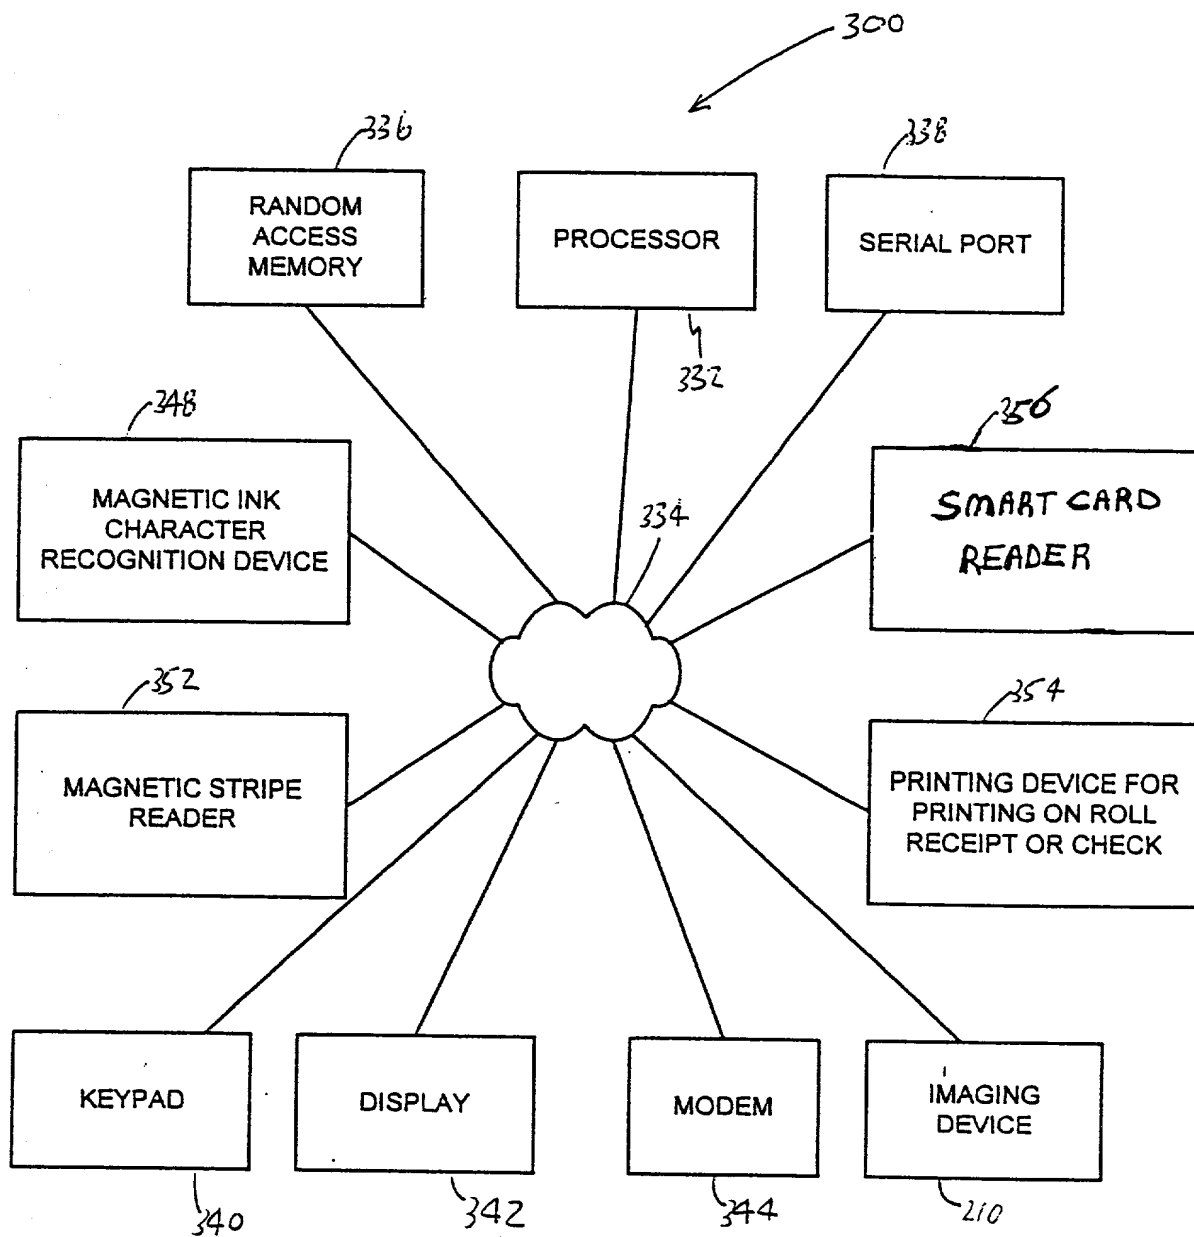 300
336
338
RANDOM
ACCESS
MEMORY
PROCESSOR
SERIAL PORT
332
348
356
MAGNETIC INK
CHARACTER
RECOGNITION DEVICE
334
SMART CARD
READER
352
354
MAGNETIC STRIPE
READER
PRINTING DEVICE FOR
PRINTING ON ROLL
RECEIPT OR CHECK
KEYPAD
DISPLAY
MODEM
IMAGING
DEVICE
340
342
344
210